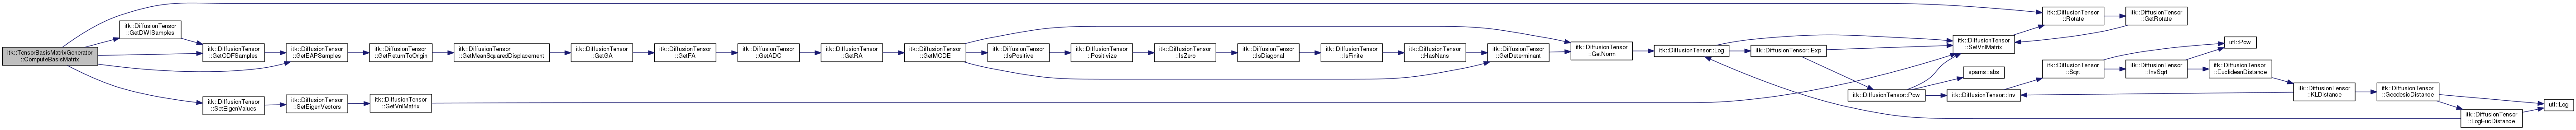 itk::TensorBasisMatrixGenerator
::ComputeBasisMatrix
itk::DiffusionTensor
::GetDWISamples
itk::DiffusionTensor
::GetODFSamples
itk::DiffusionTensor
::GetEAPSamples
itk::DiffusionTensor
::GetReturnToOrigin
itk::DiffusionTensor
::GetMeanSquaredDisplacement
itk::DiffusionTensor
::GetGA
itk::DiffusionTensor
::GetFA
itk::DiffusionTensor
::GetADC
itk::DiffusionTensor
::GetRA
itk::DiffusionTensor
::GetMODE
itk::DiffusionTensor
::IsPositive
itk::DiffusionTensor
::Positivize
itk::DiffusionTensor
::IsZero
itk::DiffusionTensor
::IsDiagonal
itk::DiffusionTensor
::IsFinite
itk::DiffusionTensor
::HasNans
itk::DiffusionTensor
::GetDeterminant
itk::DiffusionTensor
::GetNorm
itk::DiffusionTensor::Log
itk::DiffusionTensor::Exp
itk::DiffusionTensor::Pow
itk::DiffusionTensor
::SetVnlMatrix
spams::abs
itk::DiffusionTensor::Inv
itk::DiffusionTensor
::Rotate
itk::DiffusionTensor
::GetRotate
itk::DiffusionTensor
::Sqrt
itk::DiffusionTensor
::InvSqrt
utl::Pow
itk::DiffusionTensor
::EuclideanDistance
itk::DiffusionTensor
::KLDistance
itk::DiffusionTensor
::GeodesicDistance
itk::DiffusionTensor
::LogEucDistance
utl::Log
itk::DiffusionTensor
::SetEigenValues
itk::DiffusionTensor
::SetEigenVectors
itk::DiffusionTensor
::GetVnlMatrix